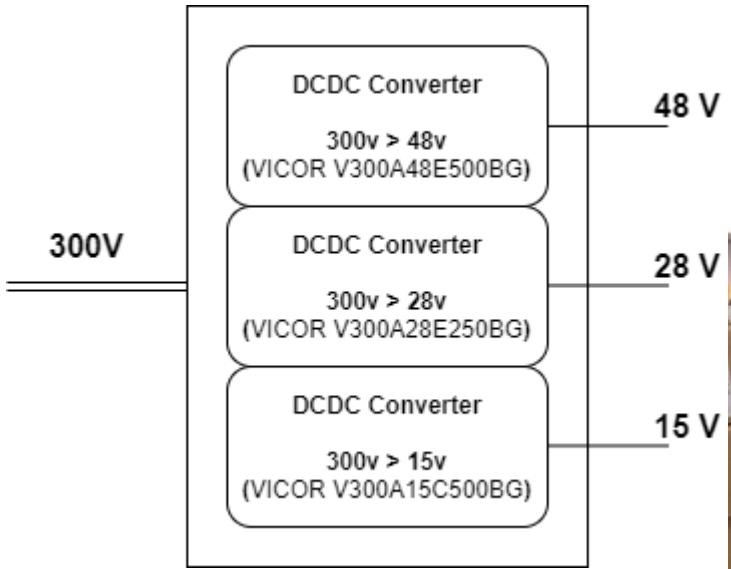 DCDC Converter
300v > 48v
(VICOR V300A48E500BG)
48 V
300V
DCDC Converter
300v > 28v
(VICOR V300A28E250BG)
28 V
DCDC Converter
300v > 15v
(VICOR V300A15C500BG)
15 V